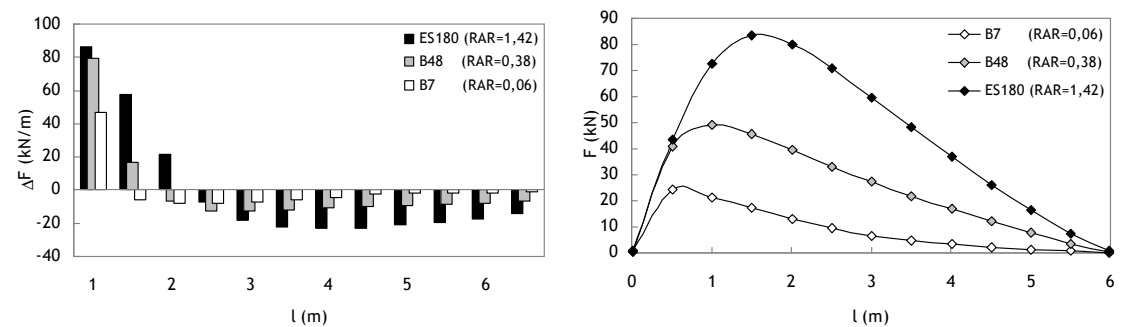 100
80
60
40
20
0
-20
-40
ΔF (kN/m)
ES180 (RAR=1,42)
B48 (RAR=0,38)
B7 (RAR=0,06)
1 2 3 4 5 6
l (m)
90
80
70
60
50
40
30
20
10
0
F (kN)
B7 (RAR=0,06)
B48 (RAR=0,38)
ES180 (RAR=1,42)
0 1 2 3 4 5 6
l (m)